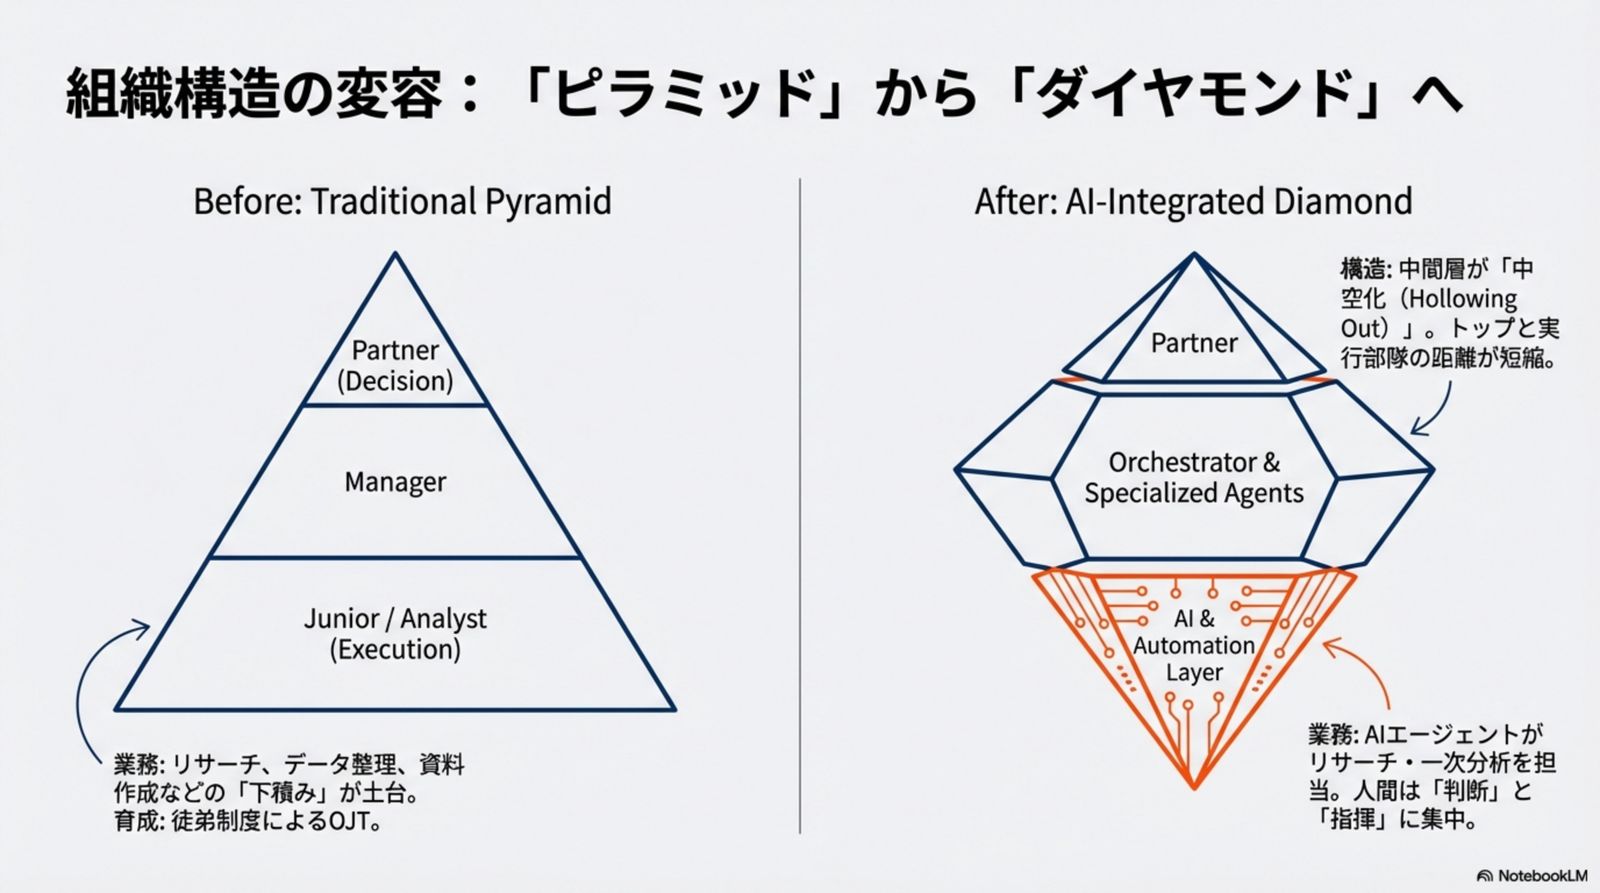 組織構造の変容：「ピラミッド」から「ダイヤモンド」へ
Before: Traditional Pyramid
Partner
(Decision)
Manager
Junior / Analyst
(Execution)
業務: リサーチ、データ整理、資料
作成などの「下積み」が土台。
育成: 徒弟制度によるOJT。
After: AI-Integrated Diamond
構造: 中間層が「中
空化（Hollowing
Out）」。トップと実
行部隊の距離が短縮。
Partner
Orchestrator &
Specialized Agents
AI &
Automation
Layer
業務: AIエージェントが
リサーチ・一次分析を担
当。人間は「判断」と
「指揮」に集中。
NotebookLM